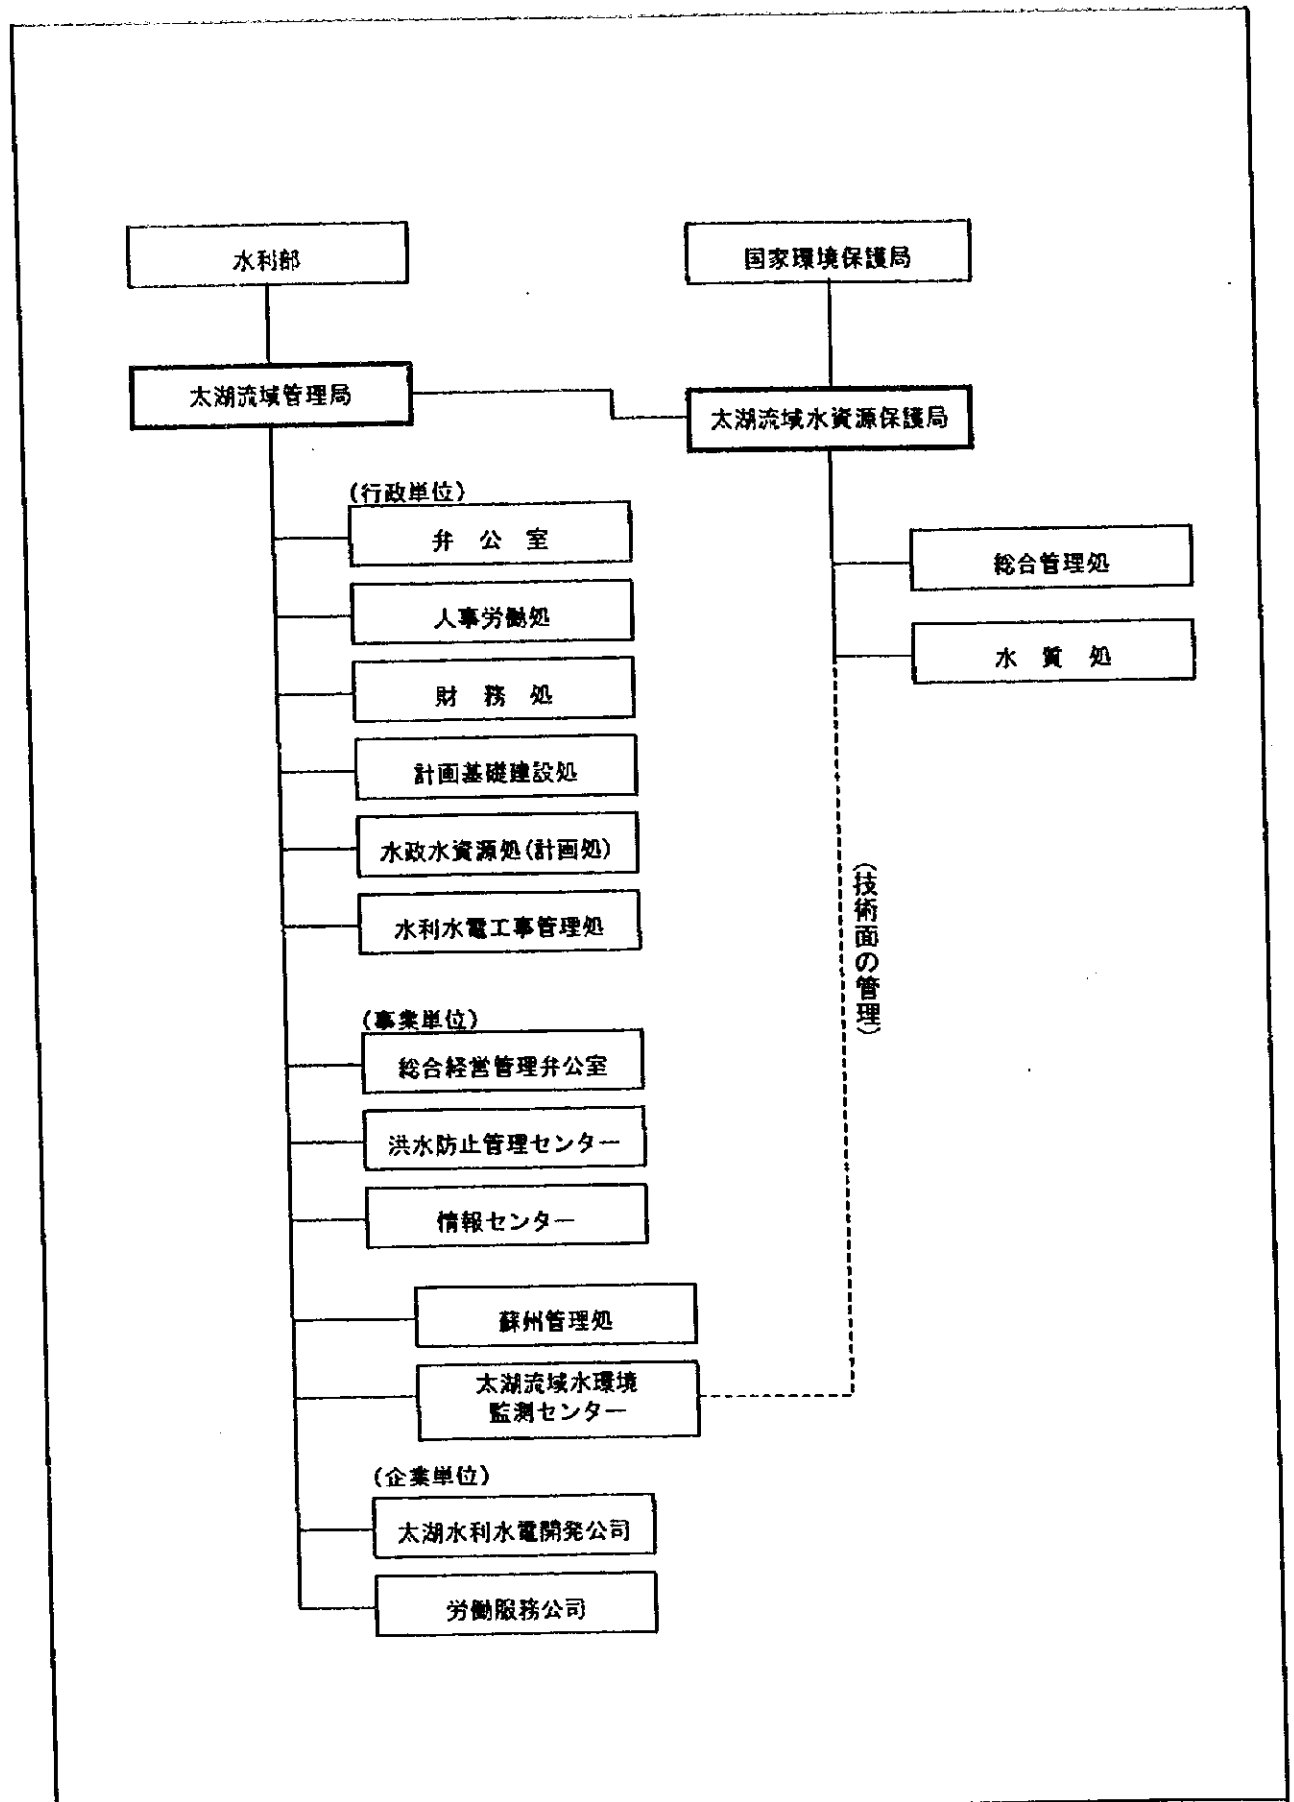 水利部
国家環境保護局
太湖流域管理局
太湖流域水資源保護局
(行政単位)
弁 公 室
総合管理処
人事労働処
水 質 処
財 務 処
計画基礎建設処
水政水資源処(計画処)
(技術面の管理)
水利水電工事管理処
(事業単位)
総合経営管理弁公室
洪水防止管理センター
情報センター
蘇州管理処
太湖流域水環境
監測センター
(企業単位)
太湖水利水電開発公司
労働服務公司